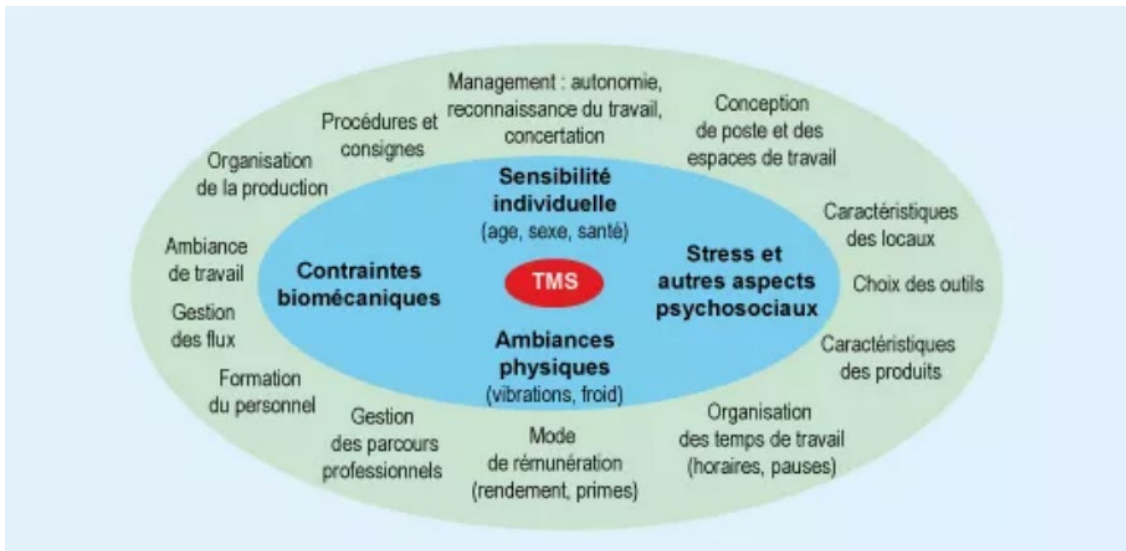 Management : autonomie,
reconnaissance du travail,
concertation
Conception
de poste et des
espaces de travail
Procédures et
consignes
Organisation
de la production
Sensibilité
individuelle
(age, sexe, santé)
Caractéristiques
des locaux
Ambiance
de travail
Contraintes
biomécaniques
TMS
Stress et
autres aspects
psychosociaux
Choix des outils
Gestion
des flux
Ambiances
physiques
(vibrations, froid)
Caractéristiques
des produits
Formation
du personnel
Gestion
des parcours
professionnels
Mode
de rémunération
(rendement, primes)
Organisation
des temps de travail
(horaires, pauses)